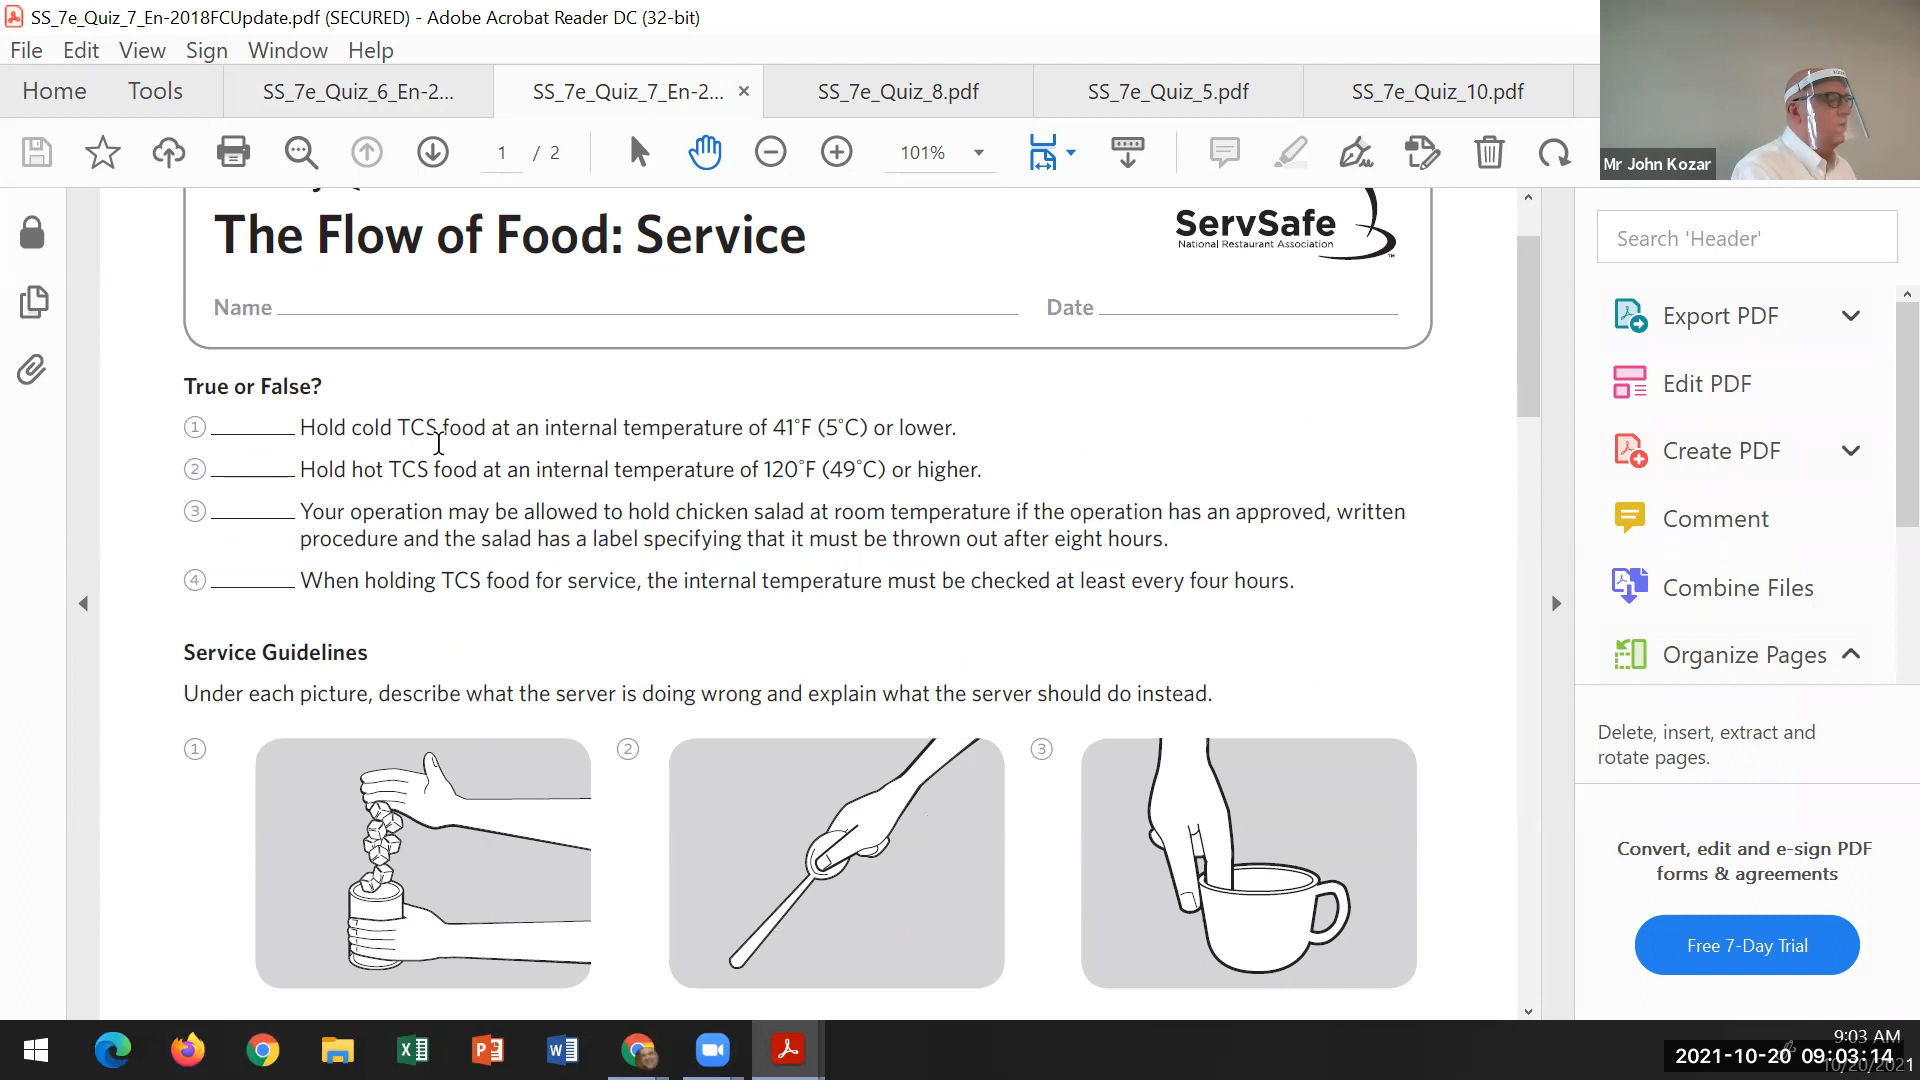 SS_7e_Quiz_7_En-2018FCUpdate.pdf (SECURED) - Adobe Acrobat Reader DC (32-bit)
File Edit View Sign Window Help
Home Tools SS_7e_Quiz_6_En-2... SS_7e_Quiz_7_En-2... × SS_7e_Quiz_8.pdf SS_7e_Quiz_5.pdf SS_7e_Quiz_10.pdf
1 / 2 101%
Mr John Kozar
The Flow of Food: Service
ServSafe
National Restaurant Association
TM
Name Date
True or False?
1 Hold cold TCS food at an internal temperature of 41°F (5°C) or lower.
2 Hold hot TCS food at an internal temperature of 120°F (49°C) or higher.
3 Your operation may be allowed to hold chicken salad at room temperature if the operation has an approved, written
procedure and the salad has a label specifying that it must be thrown out after eight hours.
4 When holding TCS food for service, the internal temperature must be checked at least every four hours.
Service Guidelines
Under each picture, describe what the server is doing wrong and explain what the server should do instead.
1 2 3
Search 'Header'
Export PDF
Edit PDF
Create PDF
Comment
Combine Files
Organize Pages
Delete, insert, extract and
rotate pages.
Convert, edit and e-sign PDF
forms & agreements
Free 7-Day Trial
9:03 AM
2021-10-20 09:03:14
10/20/2021